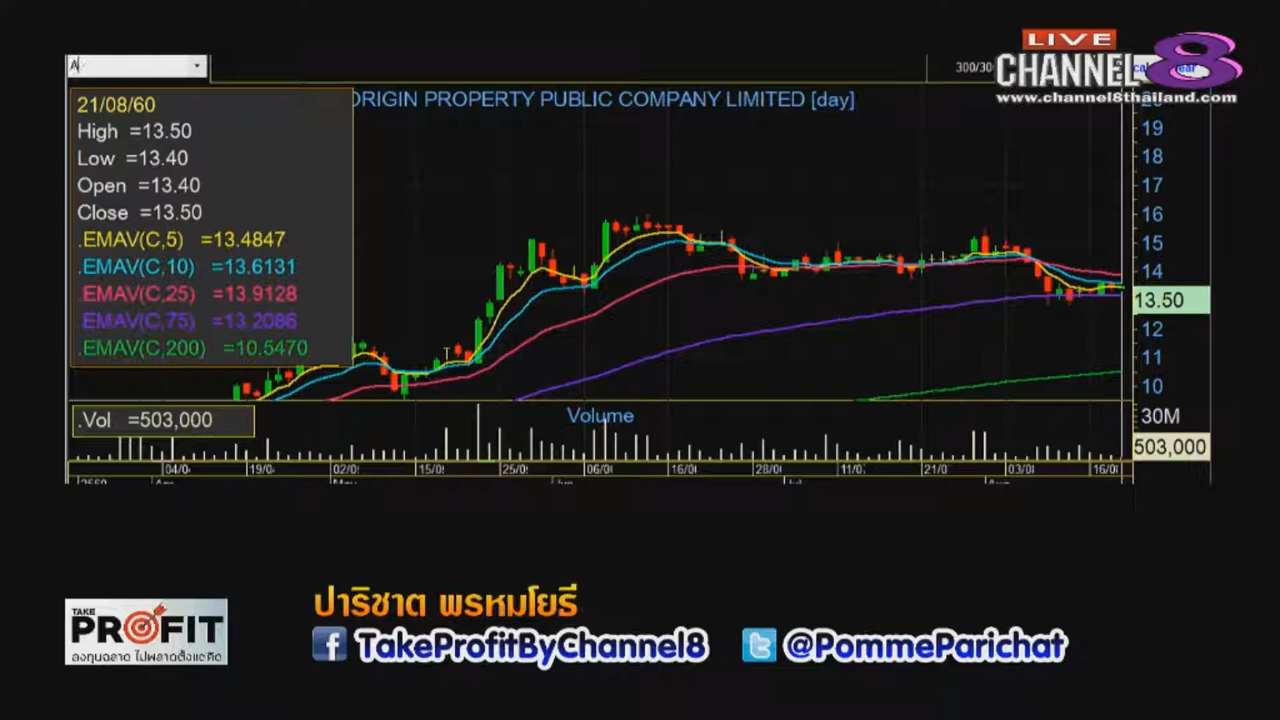 LIVE
CHANNEL 8
www.channel8thailand.com
A
300/30
ORIGIN PROPERTY PUBLIC COMPANY LIMITED [day]
21/08/60
High =13.50
Low =13.40
Open =13.40
Close =13.50
.EMAV(C,5) =13.4847
.EMAV(C,10) =13.6131
.EMAV(C,25) =13.9128
.EMAV(C,75) =13.2086
.EMAV(C,200) =10.5470
19
18
17
16
15
14
13.50
12
11
10
.Vol =503,000
Volume
30M
503,000
04/0 19/0 02/0 15/0 25/0 06/0 16/0 28/0 11/0 21/0 03/0 16/0
TAKE
PROFIT
ลงทุนฉลาด ไม่พลาดตั้งแต่คิด
ปาริชาต พรหมโยธี
TakeProfitByChannel8 @PommeParichat